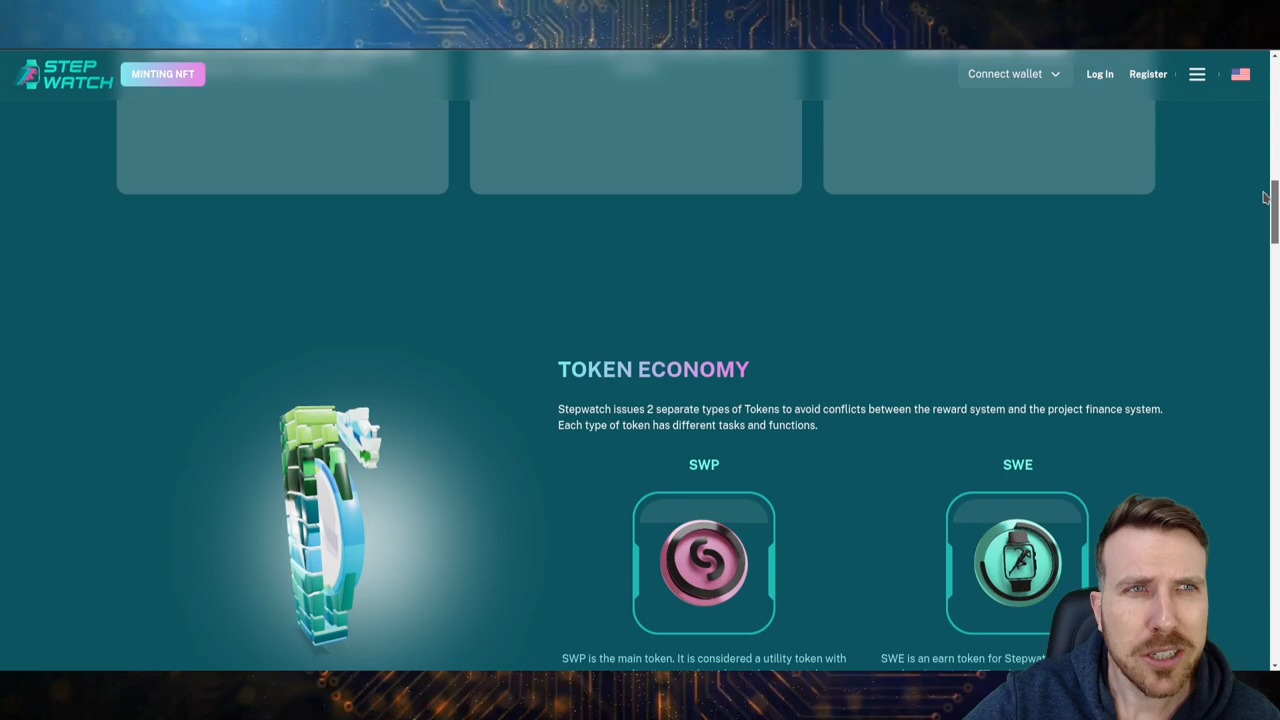 STEP
WATCH
MINTING NFT
Connect wallet
Log In
Register
TOKEN ECONOMY
Stepwatch issues 2 separate types of Tokens to avoid conflicts between the reward system and the project finance system.
Each type of token has different tasks and functions.
SWP
SWE
SWP is the main token. It is considered a utility token with
SWE is an earn token for Stepwat